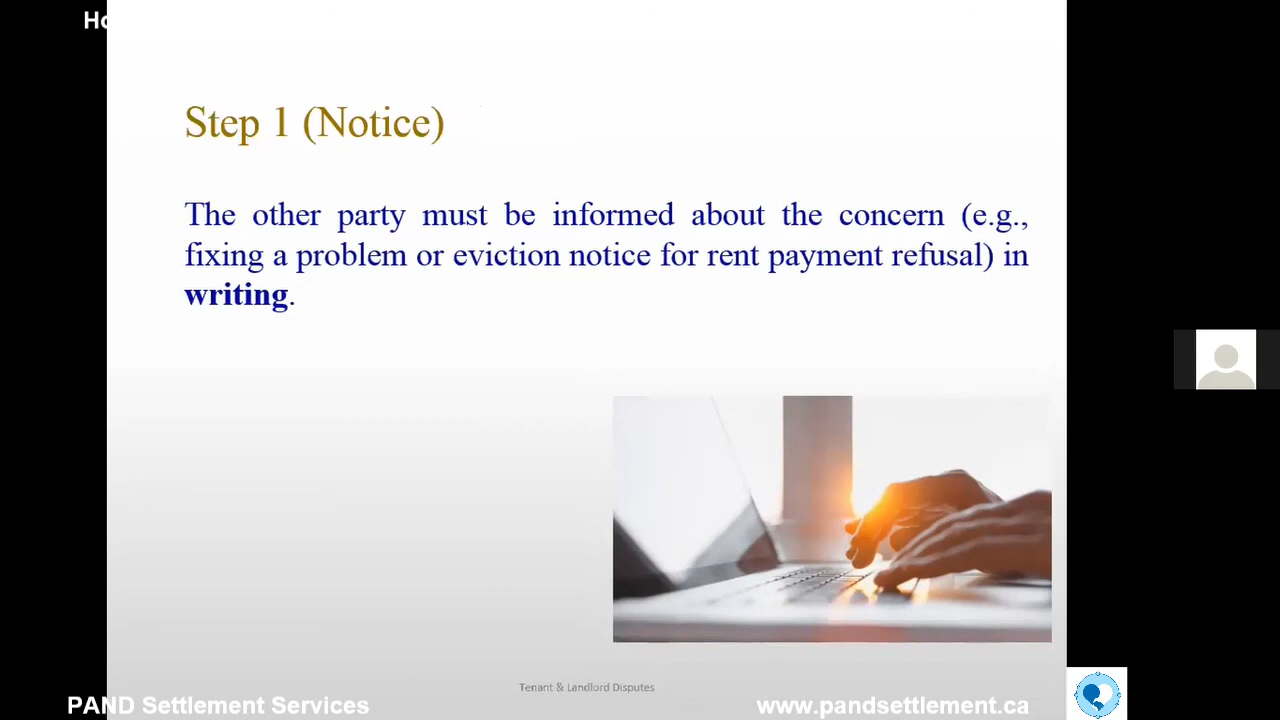 Step 1 (Notice)
The other party must be informed about the concern (e.g.,
fixing a problem or eviction notice for rent payment refusal) in
writing.
Tenant & Landlord Disputes
PAND Settlement Services
www.pandsettlement.ca